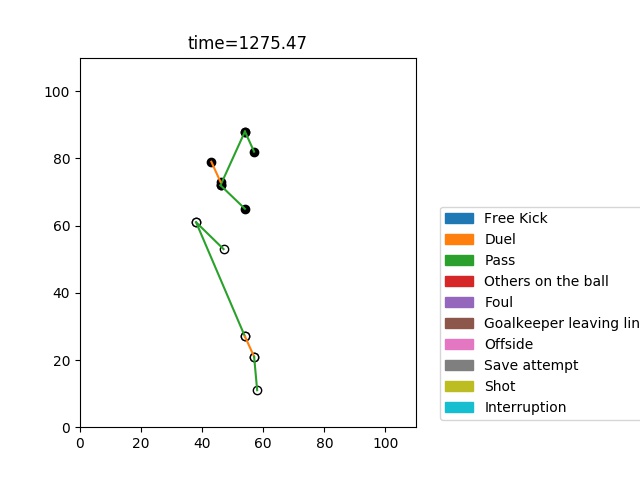 time=1275.47
100
80
60
40
20
0
0 20 40 60 80 100
Free Kick
Duel
Pass
Others on the ball
Foul
Goalkeeper leaving lin
Offside
Save attempt
Shot
Interruption